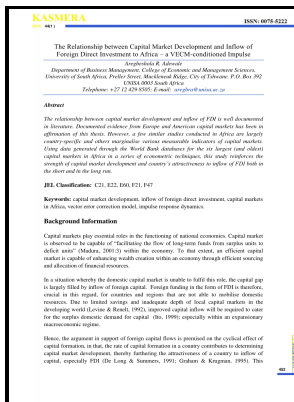 KASMERA
ISSN: 0075-5222
48(1)
The Relationship between Capital Market Development and Inflow of
Foreign Direct Investment to Africa – a VECM-conditioned Impulse
Aregbeshola R. Adewale
Department of Business Management, College of Economic and Management Sciences,
University of South Africa, Preller Street, Muckleneuk Ridge, City of Tshwane. P.O. Box 392
UNISA 0003 South Africa
Telephone: +27 12 429 8505: E-mail: aregbra@unisa.ac.za
Abstract
The relationship between capital market development and inflow of FDI is well documented
in literature. Documented evidence from Europe and American capital markets has been in
affirmation of this thesis. However, a few similar studies conducted in Africa are largely
country-specific and others marginalise various measurable indicators of capital markets.
Using data generated through the World Bank databases for the six largest (and oldest)
capital markets in Africa in a series of econometric techniques, this study reinforces the
strength of capital market development and country's attractiveness to inflow of FDI both in
the short and in the long run.
JEL Classification: C21, E22, E60, F21, F47
Keywords: capital market development, inflow of foreign direct investment, capital markets
in Africa, vector error correction model, impulse response dynamics.
Background Information
Capital markets play essential roles in the functioning of national economies. Capital market
is observed to be capable of "facilitating the flow of long-term funds from surplus units to
deficit units" (Madura, 2001:3) within the economy. To that extent, an efficient capital
market is capable of enhancing wealth creation within an economy through efficient sourcing
and allocation of financial resources.
In a situation whereby the domestic capital market is unable to fulfil this role, the capital gap
is largely filled by inflow of foreign capital. Foreign funding in the form of FDI is therefore,
crucial in this regard, for countries and regions that are not able to mobilise domestic
resources. Due to limited savings and inadequate depth of local capital markets in the
developing world (Levine & Renelt, 1992), improved capital inflow will be required to cater
for the surplus domestic demand for capital (Ito, 1999); especially within an expansionary
macroeconomic regime.
Hence, the argument in support of foreign capital flows is premised on the cyclical effect of
capital formation, in that, the rate of capital formation in a country contributes to determining
capital market development, thereby furthering the attractivety of a country to inflow of
capital, especially FDI (De Long & Summers, 1991; Graham & Krugman, 1995). This